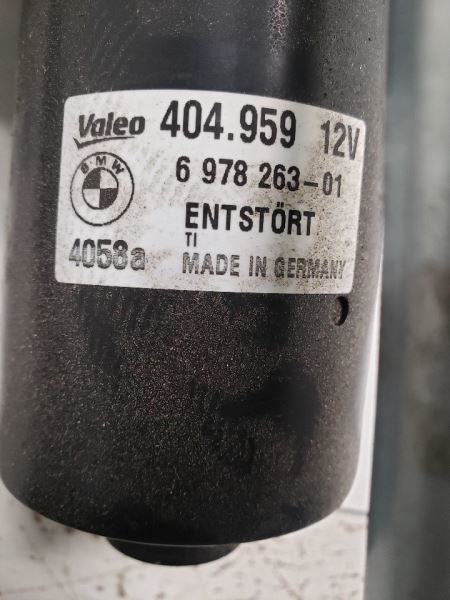 Valeo 404.959 12V
BMW 6 978 263-01
ENTSTÖRT
TI
4058a MADE IN GERMANY